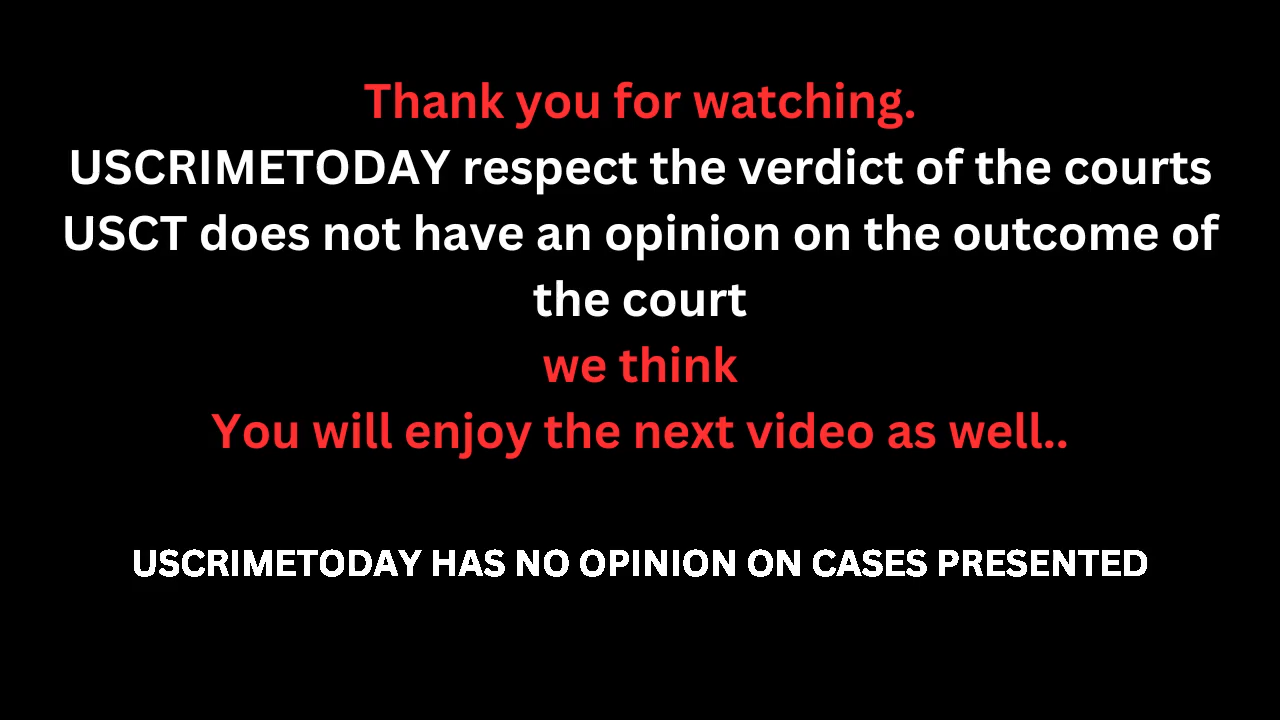 Thank you for watching.
USCRIMETODAY respect the verdict of the courts
USCT does not have an opinion on the outcome of
the court
we think
You will enjoy the next video as well..
USCRIMETODAY HAS NO OPINION ON CASES PRESENTED